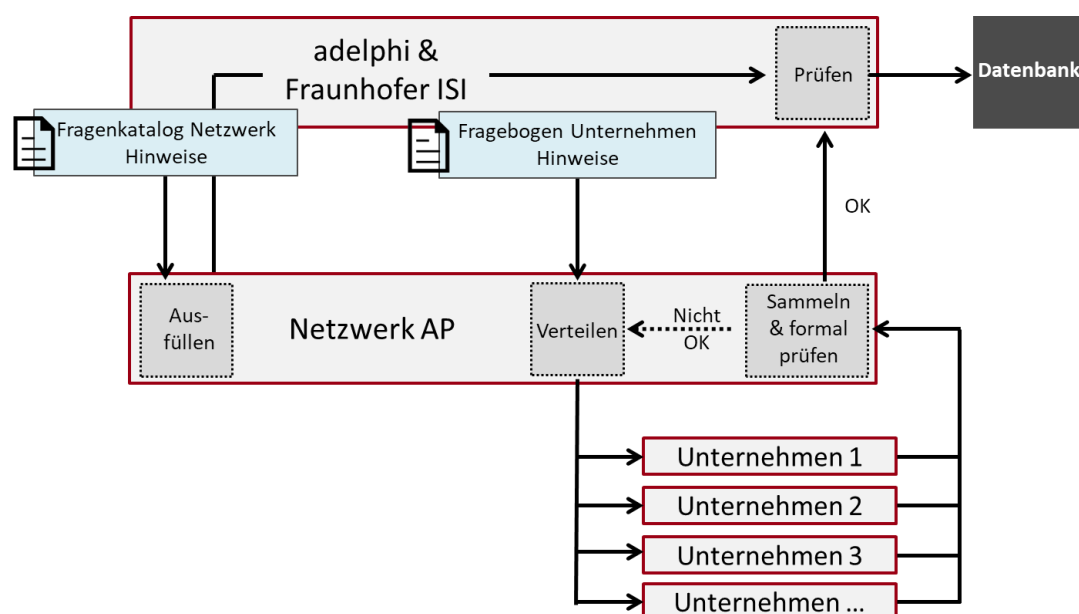 adelphi &
Fraunhofer ISI
Prüfen
Datenbank
Fragenkatalog Netzwerk
Hinweise
Fragebogen Unternehmen
Hinweise
OK
Aus-
füllen
Netzwerk AP
Verteilen
Nicht
OK
Sammeln
& formal
prüfen
Unternehmen 1
Unternehmen 2
Unternehmen 3
Unternehmen ...